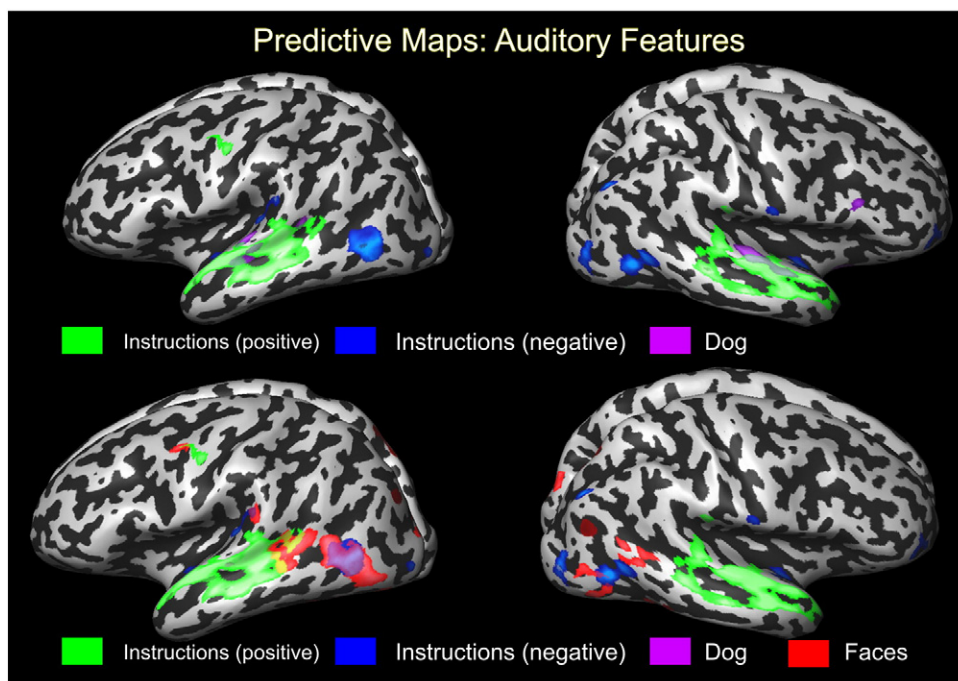 Predictive Maps: Auditory Features
Instructions (positive) Instructions (negative) Dog
Instructions (positive) Instructions (negative) Dog Faces